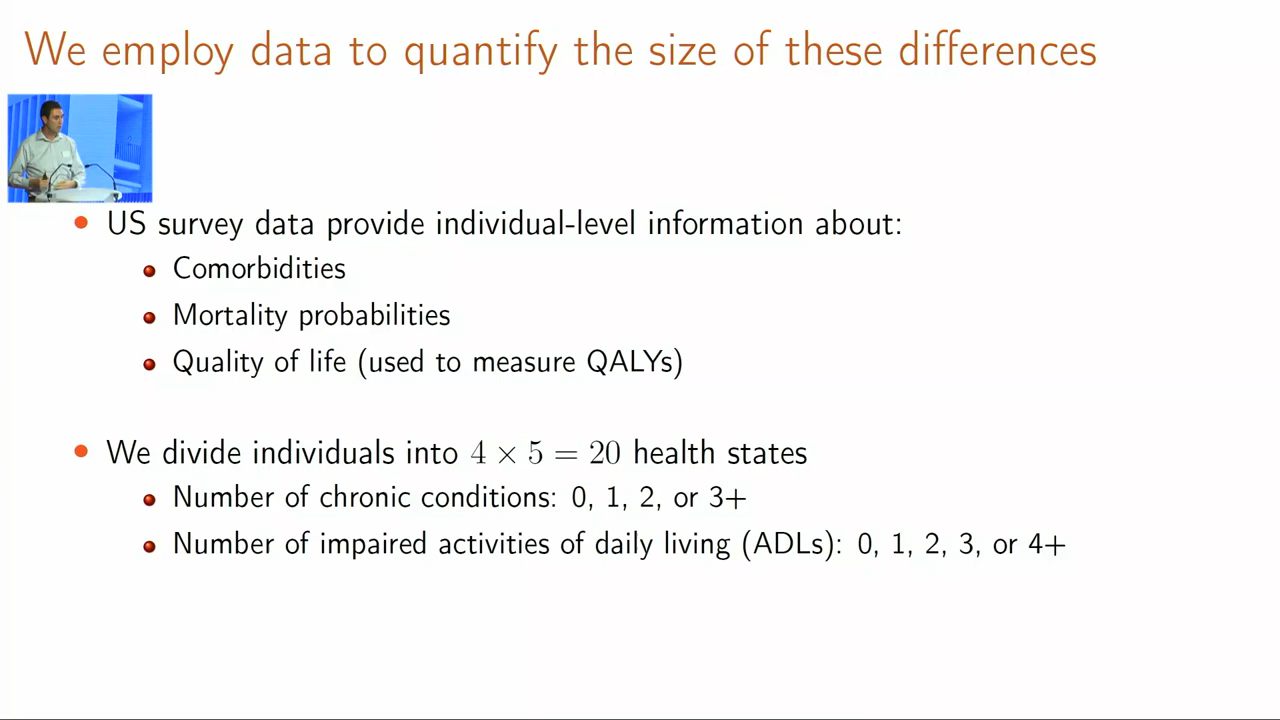 We employ data to quantify the size of these differences
• US survey data provide individual-level information about:
• Comorbidities
• Mortality probabilities
• Quality of life (used to measure QALYs)
• We divide individuals into 4 × 5 = 20 health states
• Number of chronic conditions: 0, 1, 2, or 3+
• Number of impaired activities of daily living (ADLs): 0, 1, 2, 3, or 4+